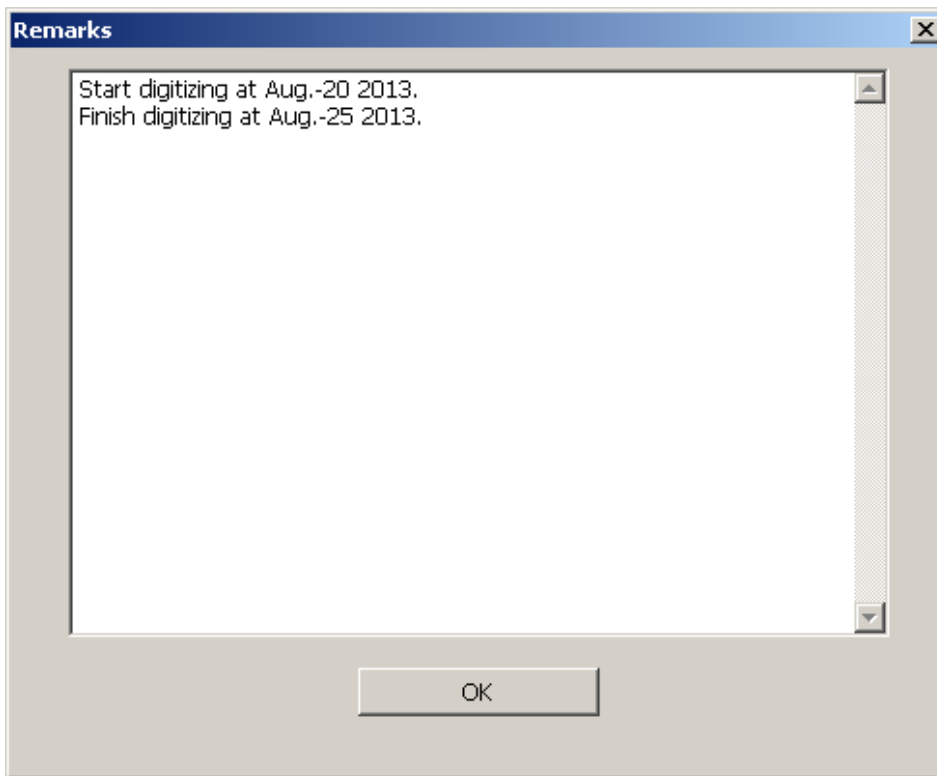 Remarks
Start digitizing at Aug.-20 2013.
Finish digitizing at Aug.-25 2013.
OK